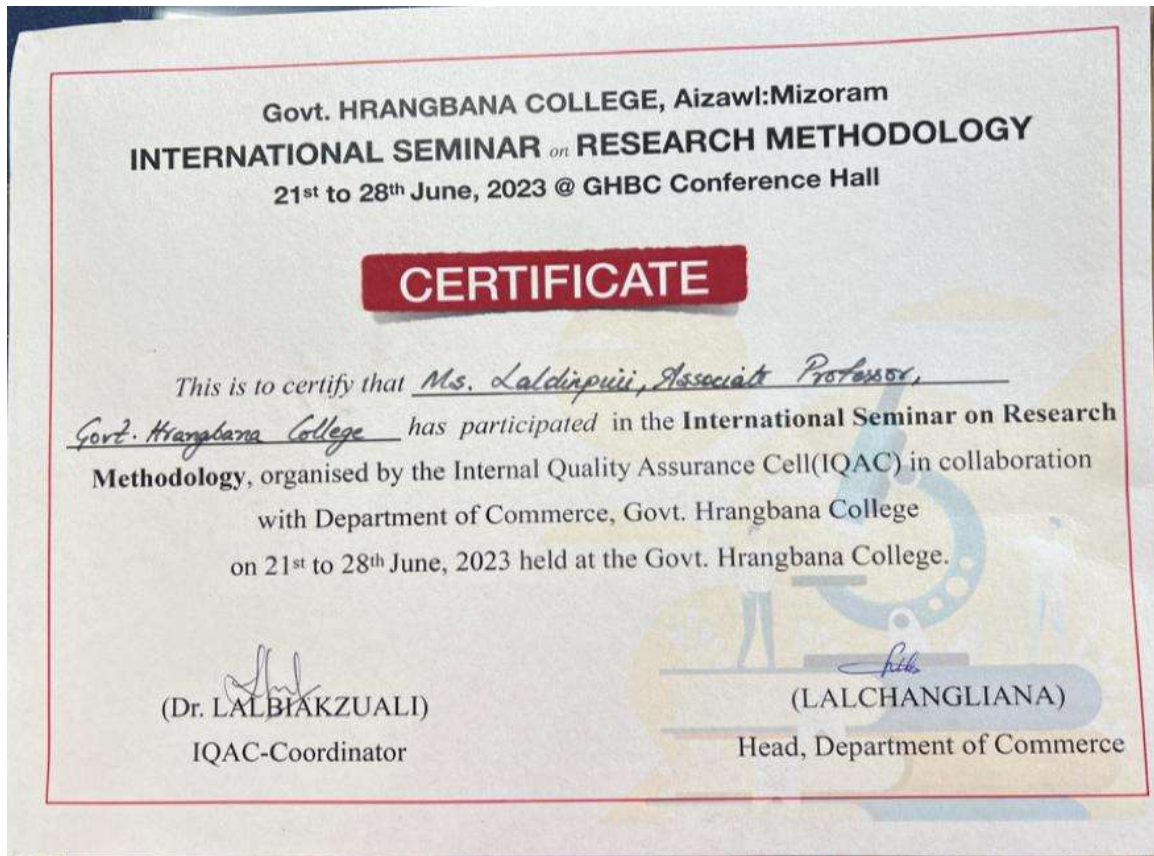 Govt. HRANGBANA COLLEGE, Aizawl:Mizoram
INTERNATIONAL SEMINAR on RESEARCH METHODOLOGY
21st to 28th June, 2023 @ GHBC Conference Hall
CERTIFICATE
This is to certify that Ms. Laldinpuii, Associate Professor,
Govt. Hrangbana College has participated in the International Seminar on Research
Methodology, organised by the Internal Quality Assurance Cell(IQAC) in collaboration
with Department of Commerce, Govt. Hrangbana College
on 21st to 28th June, 2023 held at the Govt. Hrangbana College.
(Dr. LALBIAKZUALI)
IQAC-Coordinator
(LALCHANGLIANA)
Head, Department of Commerce